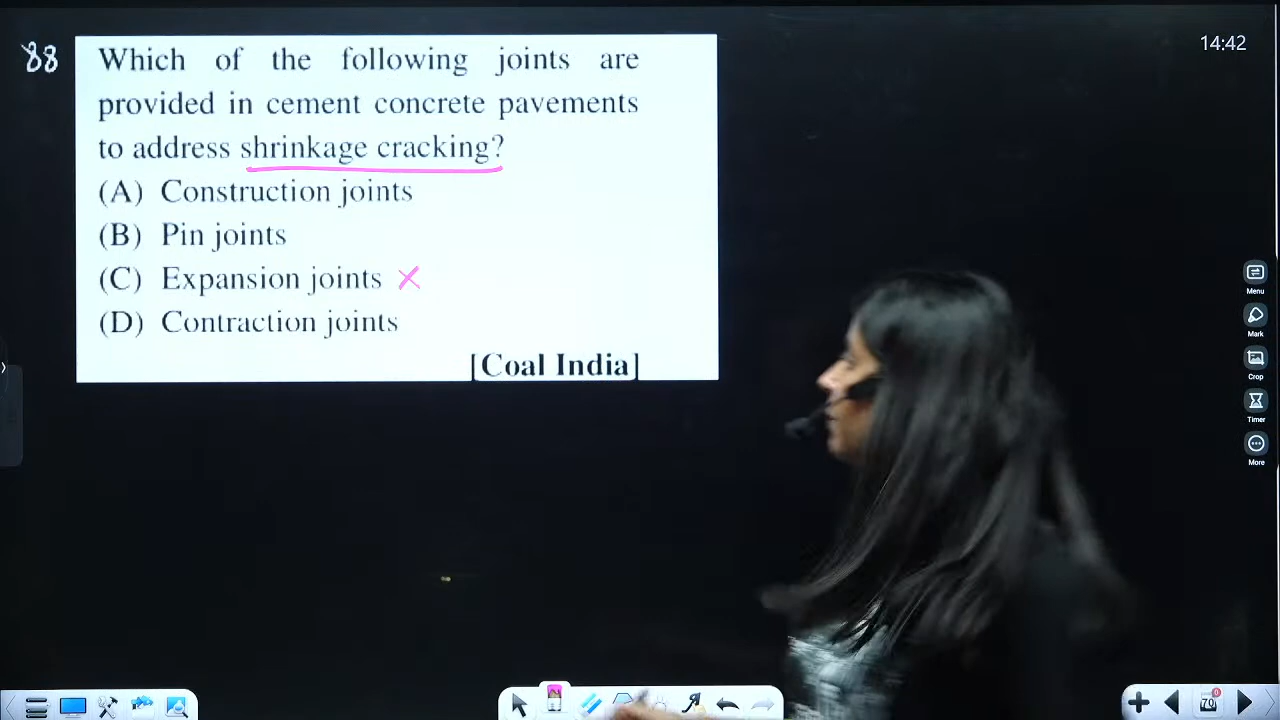 14:42
88
Which of the following joints are
provided in cement concrete pavements
to address shrinkage cracking?
(A) Construction joints
(B) Pin joints
(C) Expansion joints ×
(D) Contraction joints
[Coal India]
Menu
Mark
Crop
Timer
More
70